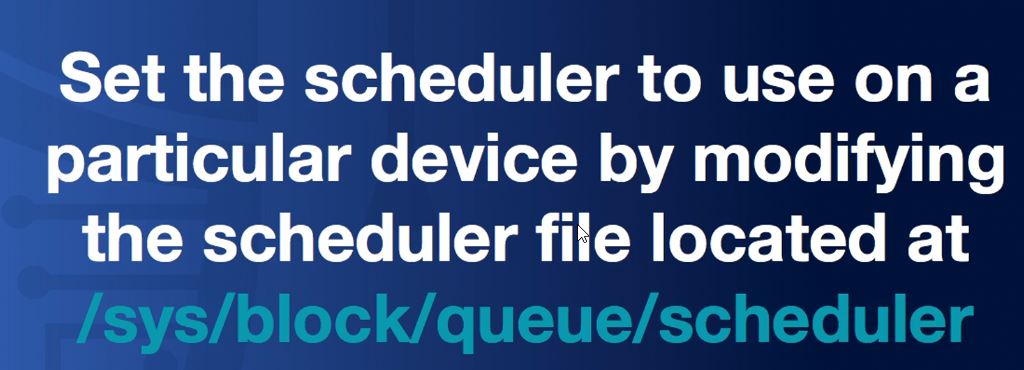 Set the scheduler to use on a
particular device by modifying
the scheduler file located at
/sys/block/queue/scheduler